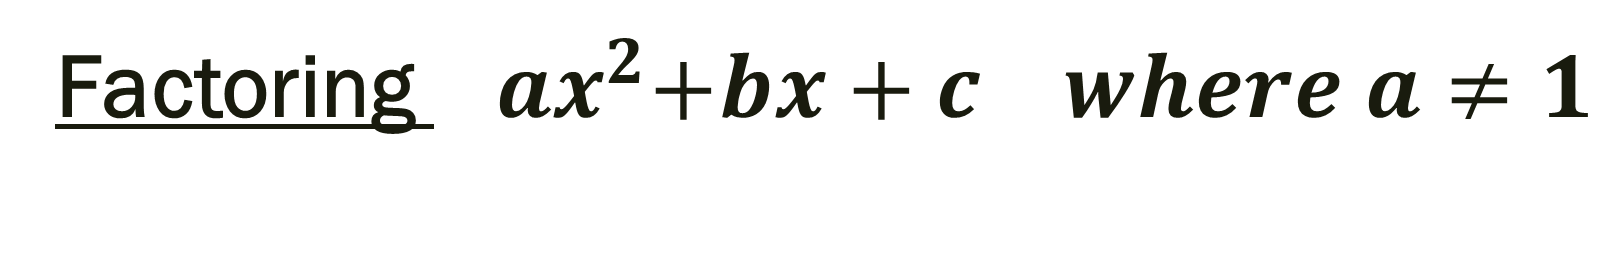 Factoring ax²+bx + c where a ≠ 1